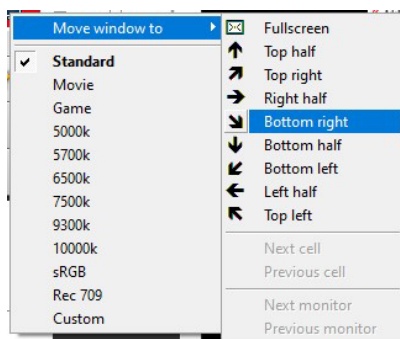 Move window to
Standard
Movie
Game
5000k
5700k
6500k
7500k
9300k
10000k
sRGB
Rec 709
Custom
Fullscreen
Top half
Top right
Right half
Bottom right
Bottom half
Bottom left
Left half
Top left
Next cell
Previous cell
Next monitor
Previous monitor